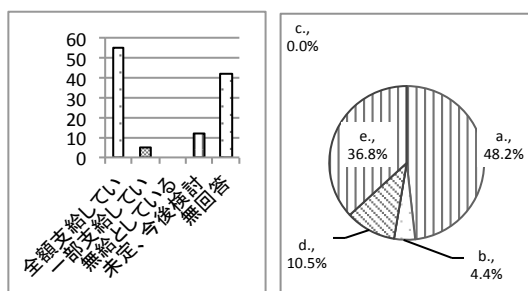 60
50
40
30
20
10
0
全額支給してい
一部支給してい
無給としている
未定、今後検討
無回答
c.,
0.0%
e.,
36.8%
a.,
48.2%
d.,
10.5%
b.,
4.4%